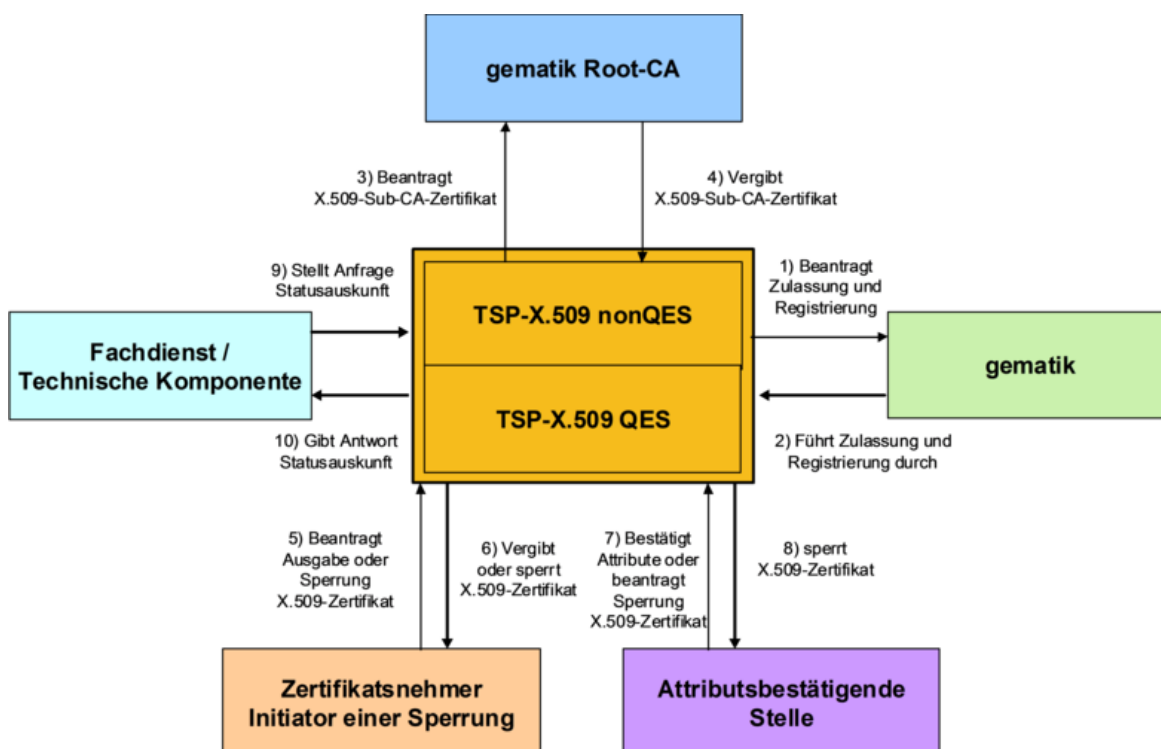 gematik Root-CA
3) Beantragt
X.509-Sub-CA-Zertifikat
4) Vergibt
X.509-Sub-CA-Zertifikat
9) Stellt Anfrage
Statusauskunft
1) Beantragt
Zulassung und
Registrierung
TSP-X.509 nonQES
Fachdienst /
Technische Komponente
gematik
TSP-X.509 QES
10) Gibt Antwort
Statusauskunft
2) Führt Zulassung und
Registrierung durch
5) Beantragt
Ausgabe oder
Sperrung
X.509-Zertifikat
6) Vergibt
oder sperrt
X.509-Zertifikat
7) Bestätigt
Attribute oder
beantragt
Sperrung
X.509-Zertifikat
8) sperrt
X.509-Zertifikat
Zertifikatsnehmer
Initiator einer Sperrung
Attributsbestätigende
Stelle